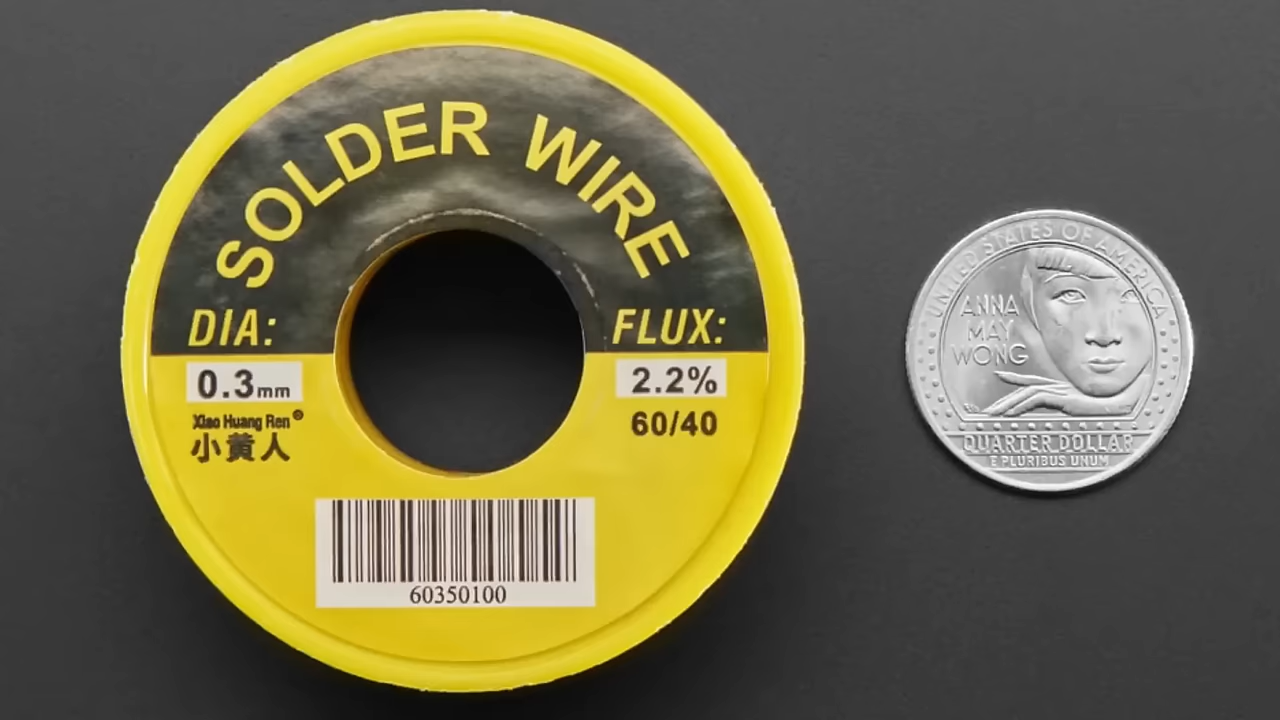 SOLDER WIRE
DIA:
0.3mm
Xiao Huang Ren®
小黄人
FLUX:
2.2%
60/40
60350100
UNITED STATES OF AMERICA
ANNA
MAY
WONG
QUARTER DOLLAR
E PLURIBUS UNUM